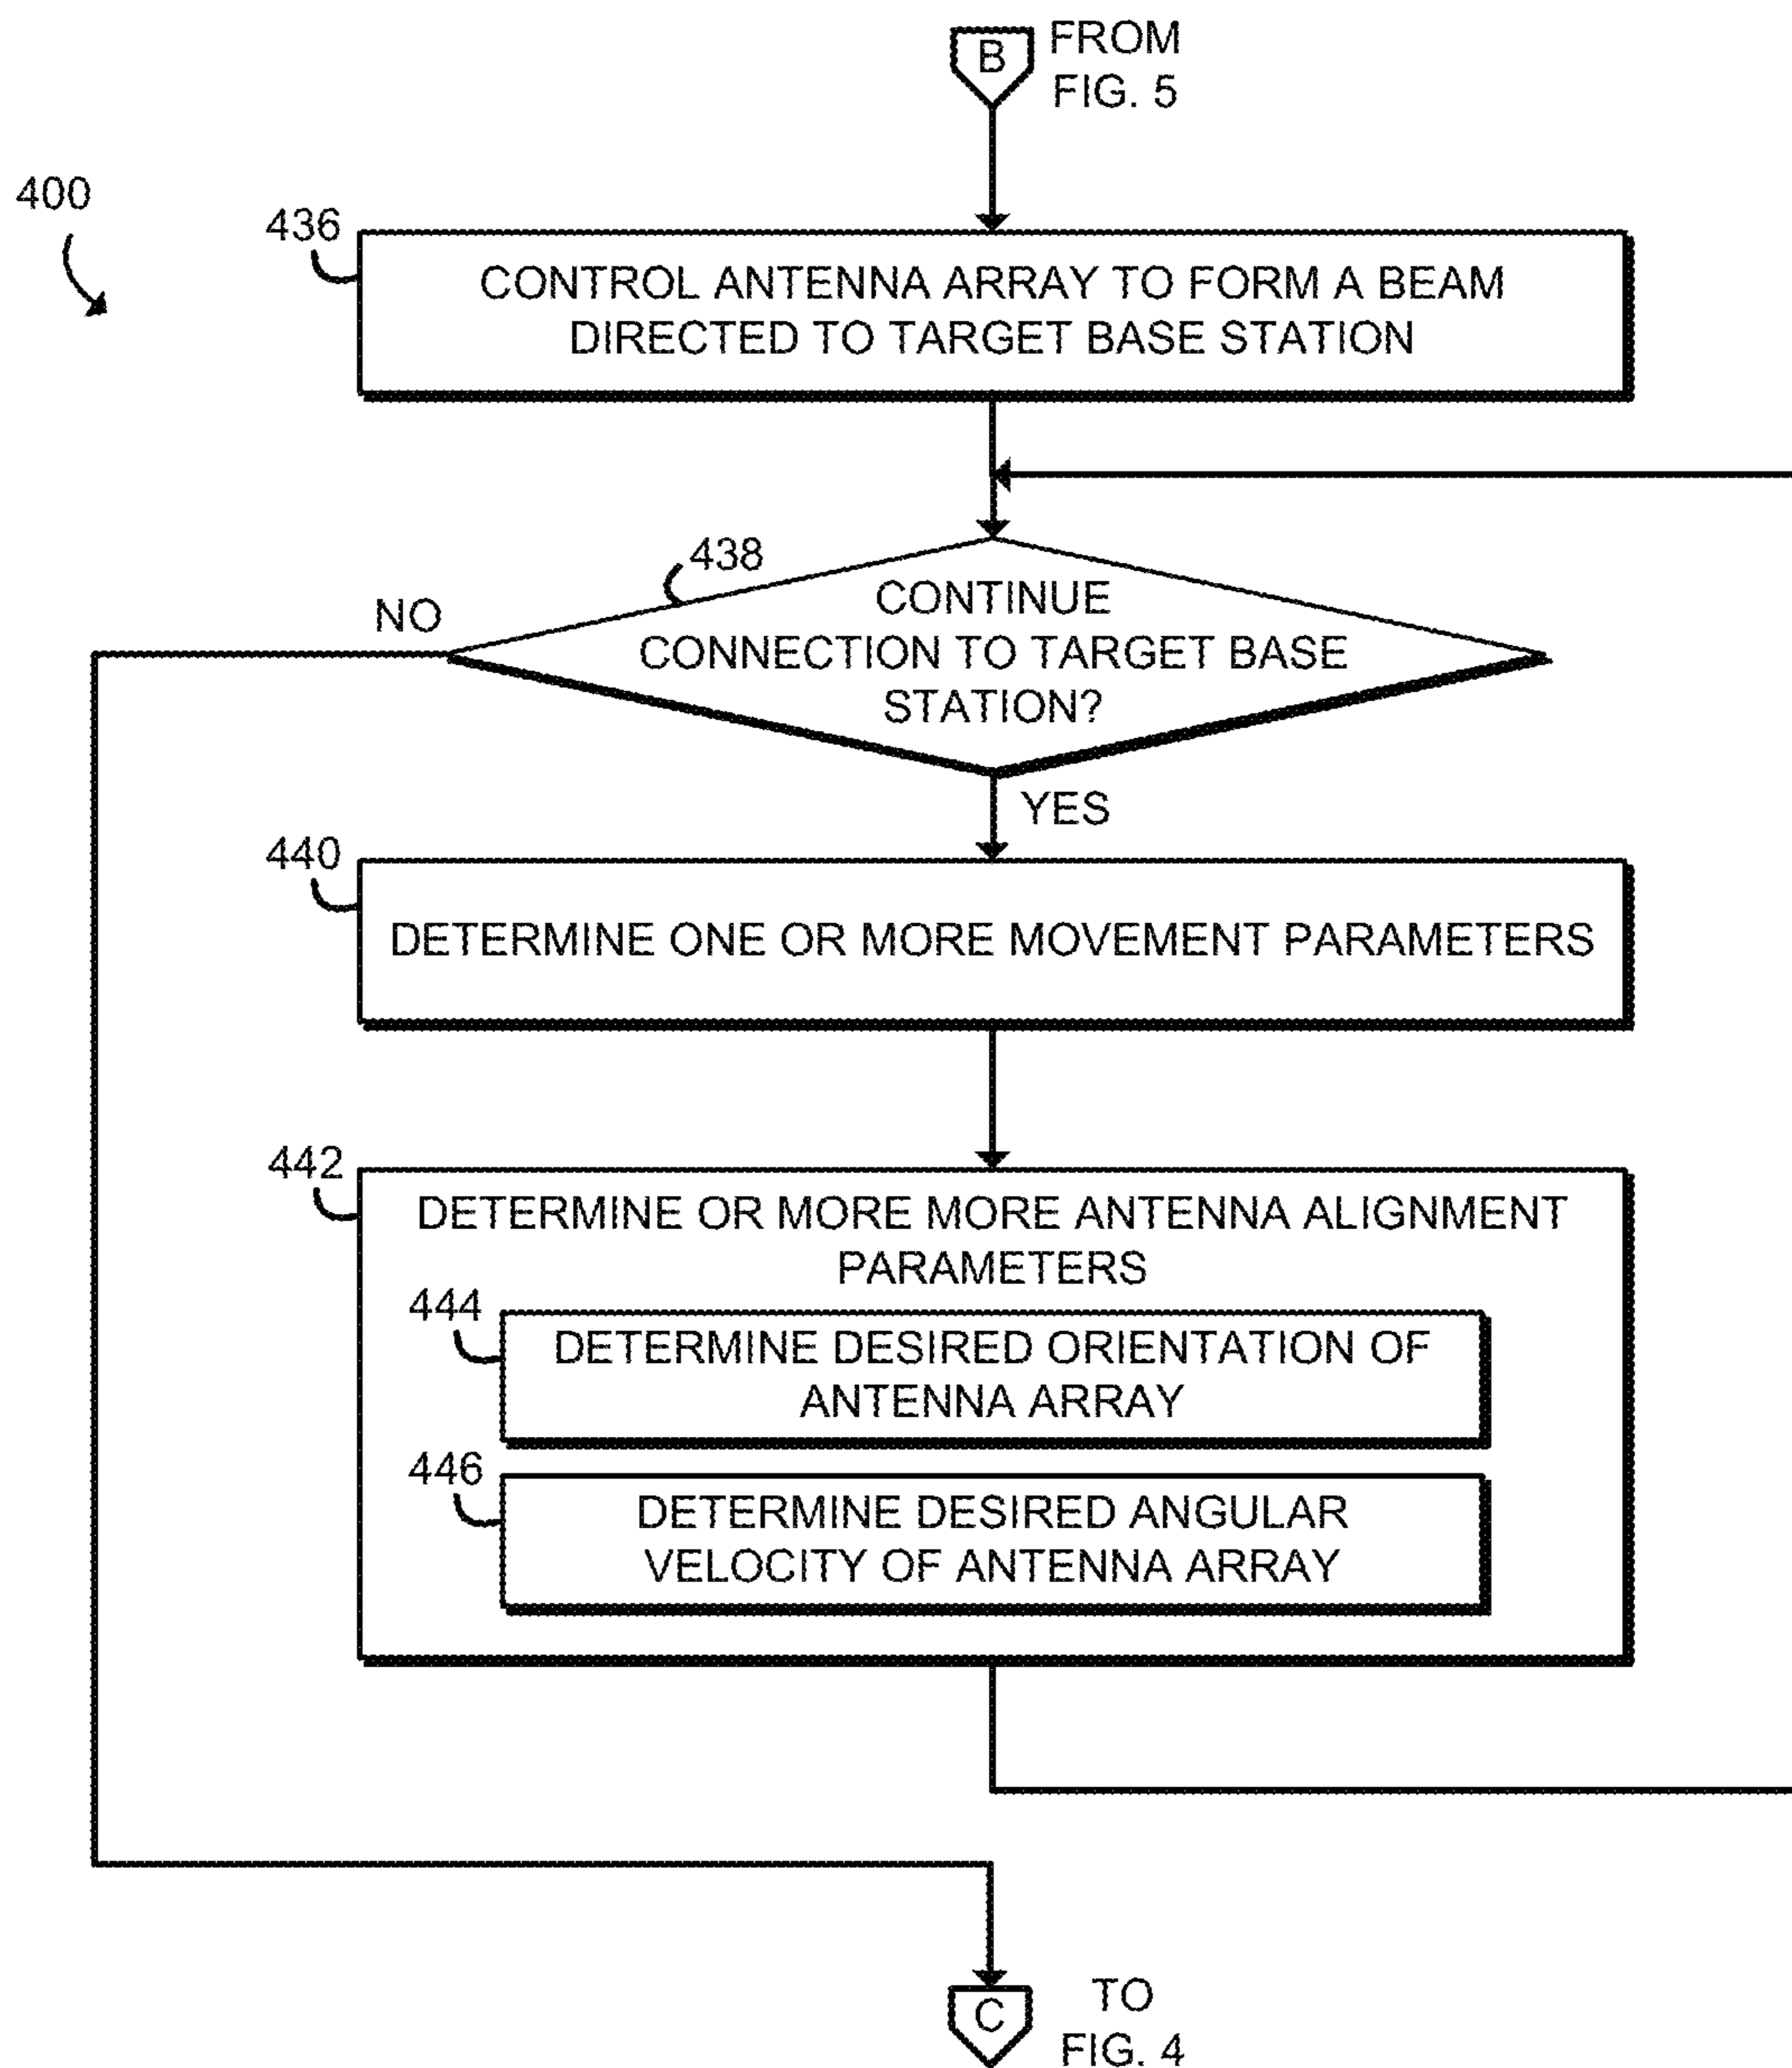 B
FROM
FIG. 5
400
436
CONTROL ANTENNA ARRAY TO FORM A BEAM
DIRECTED TO TARGET BASE STATION
438
NO
CONTINUE
CONNECTION TO TARGET BASE
STATION?
YES
440
DETERMINE ONE OR MORE MOVEMENT PARAMETERS
442
DETERMINE OR MORE MORE ANTENNA ALIGNMENT
PARAMETERS
444
DETERMINE DESIRED ORIENTATION OF
ANTENNA ARRAY
446
DETERMINE DESIRED ANGULAR
VELOCITY OF ANTENNA ARRAY
C
TO
FIG. 4